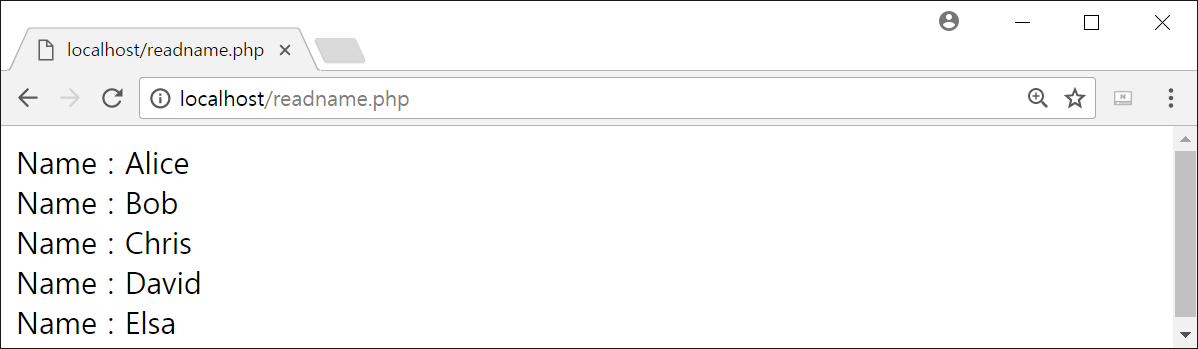 localhost/readname.php
localhost/readname.php
Name : Alice
Name : Bob
Name : Chris
Name : David
Name : Elsa